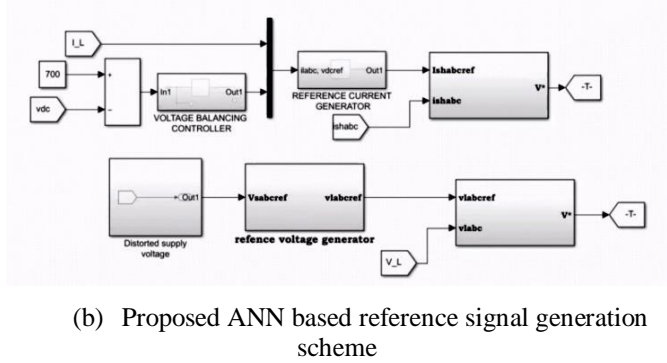 I_L
700
+
−
vdc
In1
Out1
VOLTAGE BALANCING
CONTROLLER
ilabc, vdcref
Out1
REFERENCE CURRENT
GENERATOR
ishabc
Ishabcref
ishabc
V*
-T-
Out1
Distorted supply
voltage
Vsabcref
vlabcref
refence voltage generator
V_L
vlabcref
vlabc
V*
-T-
(b) Proposed ANN based reference signal generation
scheme